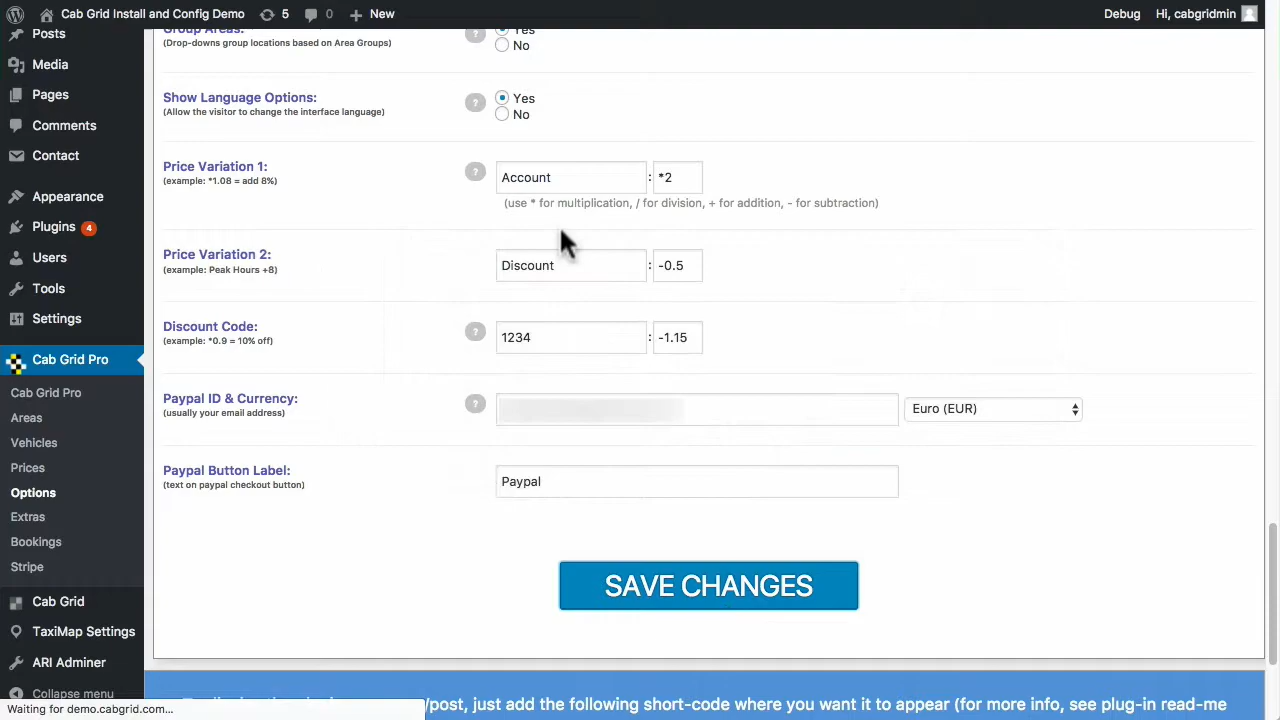 Cab Grid Install and Config Demo 5 0 New Debug Hi, cabgridmin
Posts
Media
Pages
Comments
Contact
Appearance
Plugins 4
Users
Tools
Settings
Cab Grid Pro
Cab Grid Pro
Areas
Vehicles
Prices
Options
Extras
Bookings
Stripe
Cab Grid
TaxiMap Settings
ARI Adminer
Collapse menu
Waiting for demo.cabgrid.com...
Group Areas: ? Yes
(Drop-downs group locations based on Area Groups) No
Show Language Options: ? Yes
(Allow the visitor to change the interface language) No
Price Variation 1: ? Account : *2
(example: *1.08 = add 8%)
(use * for multiplication, / for division, + for addition, - for subtraction)
Price Variation 2: Discount : -0.5
(example: Peak Hours +8)
Discount Code: ? 1234 : -1.15
(example: *0.9 = 10% off)
Paypal ID & Currency: ? Euro (EUR)
(usually your email address)
Paypal Button Label: Paypal
(text on paypal checkout button)
SAVE CHANGES
/post, just add the following short-code where you want it to appear (for more info, see plug-in read-me